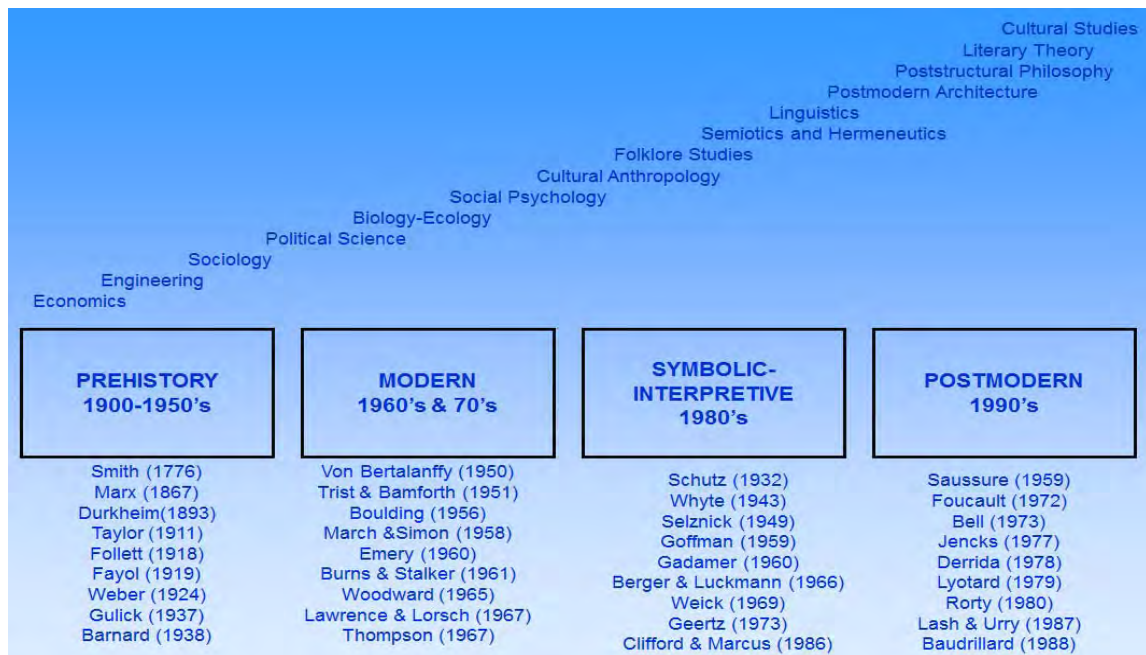 Cultural Studies
Literary Theory
Poststructural Philosophy
Postmodern Architecture
Linguistics
Semiotics and Hermeneutics
Folklore Studies
Cultural Anthropology
Social Psychology
Biology-Ecology
Political Science
Sociology
Engineering
Economics
PREHISTORY
1900-1950's
Smith (1776)
Marx (1867)
Durkheim(1893)
Taylor (1911)
Follett (1918)
Fayol (1919)
Weber (1924)
Gulick (1937)
Barnard (1938)
MODERN
1960's & 70's
Von Bertalanffy (1950)
Trist & Bamforth (1951)
Boulding (1956)
March &Simon (1958)
Emery (1960)
Burns & Stalker (1961)
Woodward (1965)
Lawrence & Lorsch (1967)
Thompson (1967)
SYMBOLIC-
INTERPRETIVE
1980's
Schutz (1932)
Whyte (1943)
Selznick (1949)
Goffman (1959)
Gadamer (1960)
Berger & Luckmann (1966)
Weick (1969)
Geertz (1973)
Clifford & Marcus (1986)
POSTMODERN
1990's
Saussure (1959)
Foucault (1972)
Bell (1973)
Jencks (1977)
Derrida (1978)
Lyotard (1979)
Rorty (1980)
Lash & Urry (1987)
Baudrillard (1988)